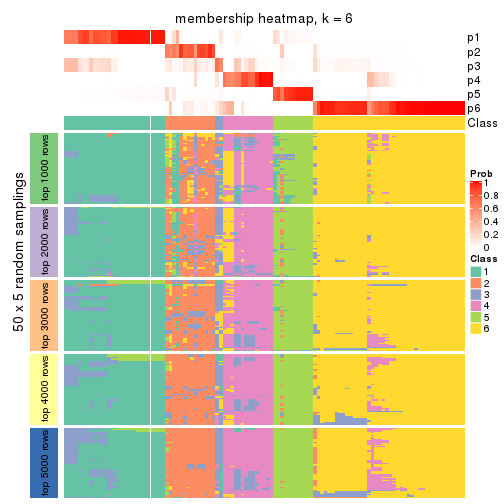 membership heatmap, k = 6
p1
p2
p3
p4
p5
p6
Class
50 x 5 random samplings
top 1000 rows
top 2000 rows
top 3000 rows
top 4000 rows
top 5000 rows
Prob
1
0.8
0.6
0.4
0.2
0
Class
1
2
3
4
5
6